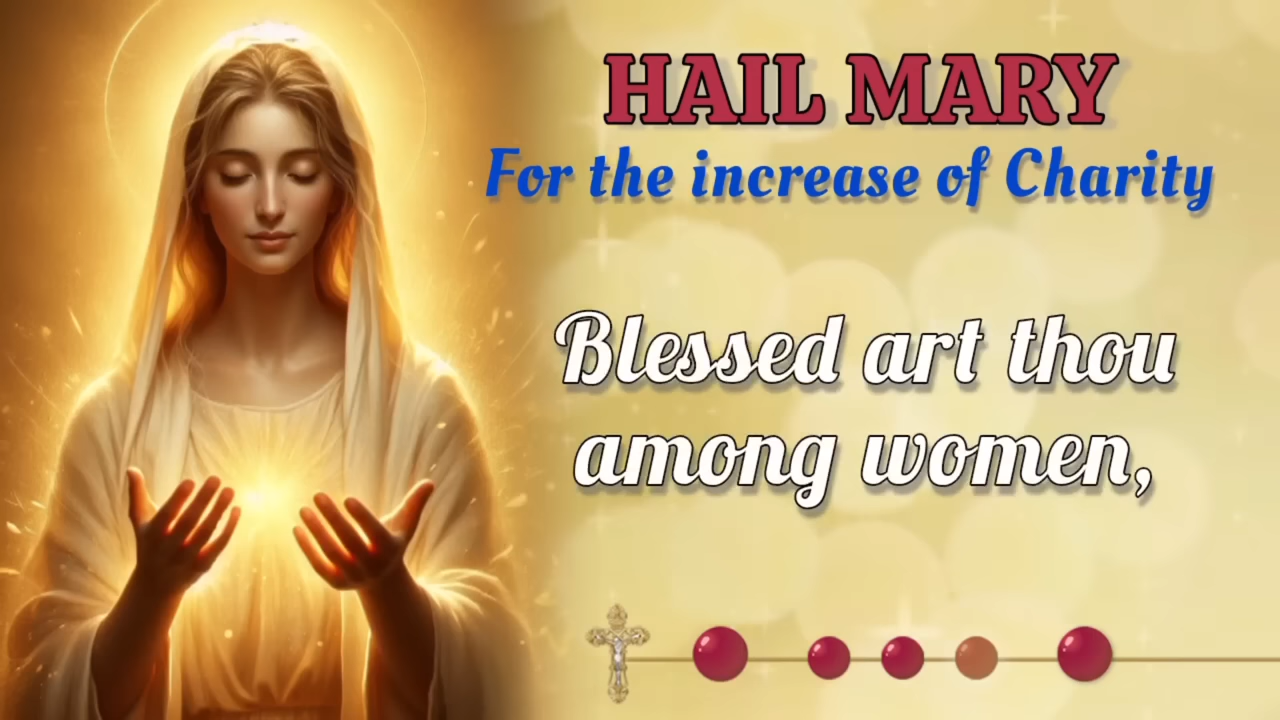 HAIL MARY
For the increase of Charity
Blessed art thou
among women,